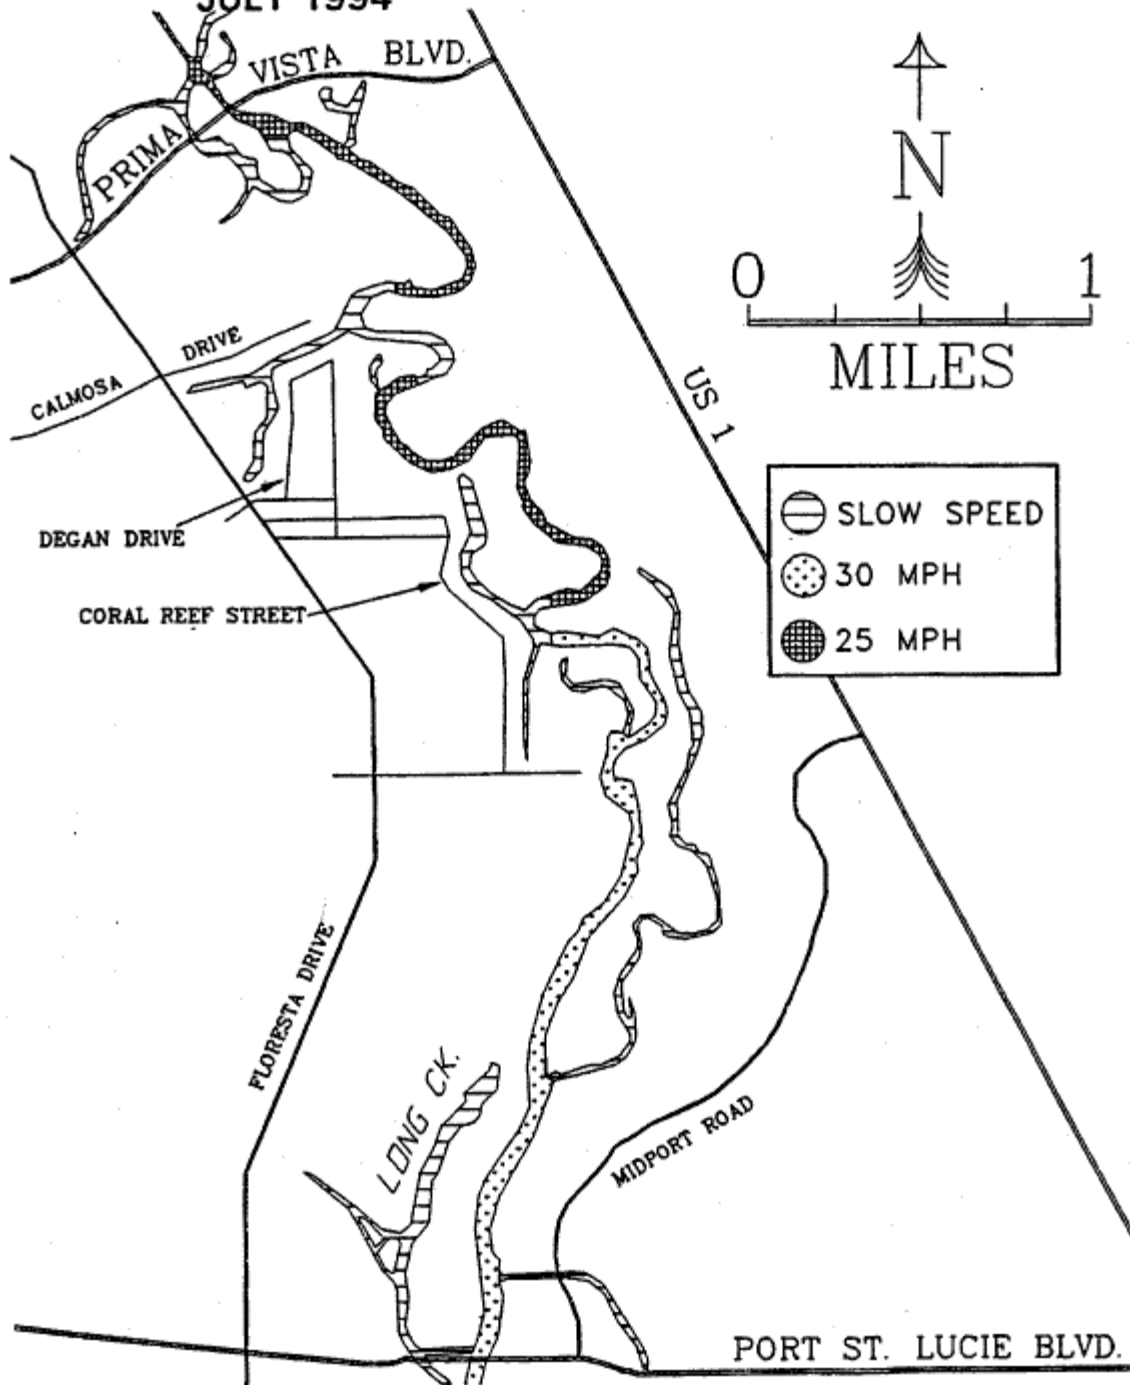 JULY 1994
VISTA BLVD.
PRIMA
N
0 1
MILES
DRIVE
CALMOSA
US 1
SLOW SPEED
30 MPH
25 MPH
DEGAN DRIVE
CORAL REEF STREET
FLORESTA DRIVE
LONG CK.
MIDPORT ROAD
PORT ST. LUCIE BLVD.